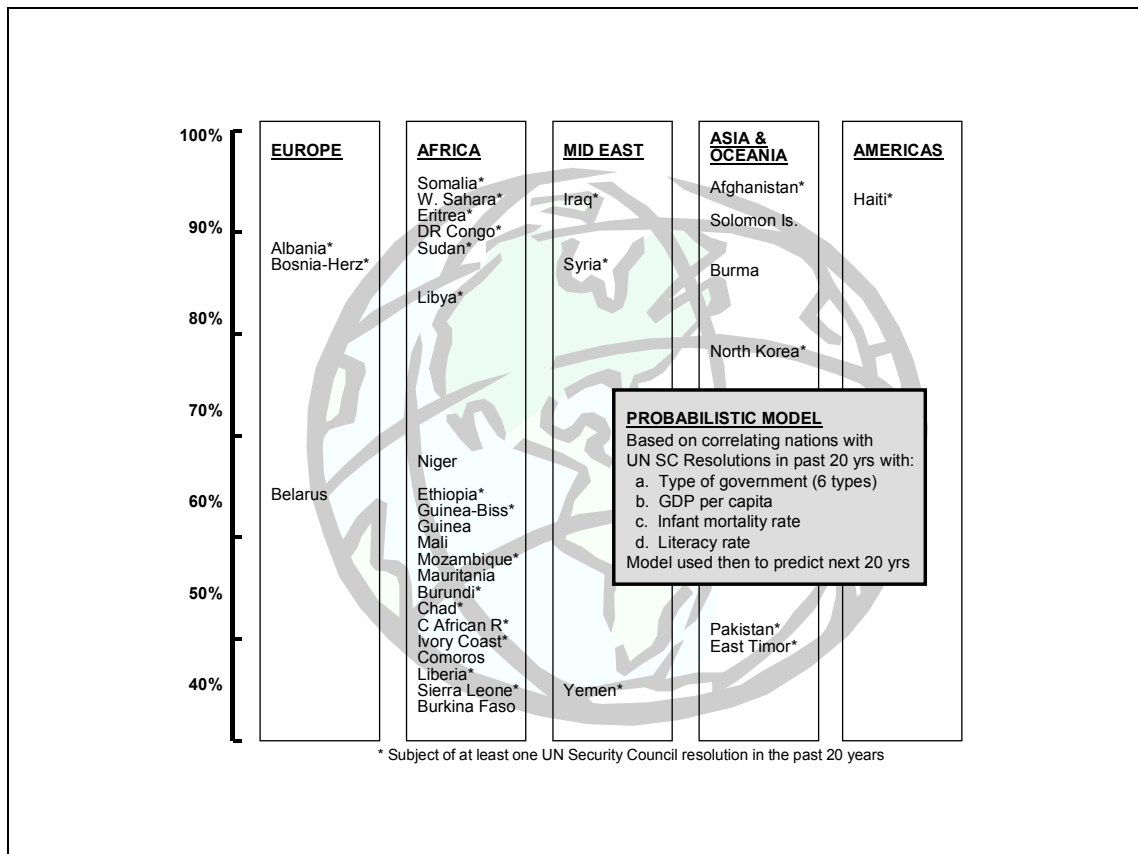 100%
90%
80%
70%
60%
50%
40%
EUROPE
Albania*
Bosnia-Herz*
Belarus
AFRICA
Somalia*
W. Sahara*
Eritrea*
DR Congo*
Sudan*
Libya*
Niger
Ethiopia*
Guinea-Biss*
Guinea
Mali
Mozambique*
Mauritania
Burundi*
Chad*
C African R*
Ivory Coast*
Comoros
Liberia*
Sierra Leone*
Burkina Faso
MID EAST
Iraq*
Syria*
Yemen*
ASIA &
OCEANIA
Afghanistan*
Solomon Is.
Burma
North Korea*
Pakistan*
East Timor*
AMERICAS
Haiti*
PROBABILISTIC MODEL
Based on correlating nations with
UN SC Resolutions in past 20 yrs with:
a. Type of government (6 types)
b. GDP per capita
c. Infant mortality rate
d. Literacy rate
Model used then to predict next 20 yrs
* Subject of at least one UN Security Council resolution in the past 20 years